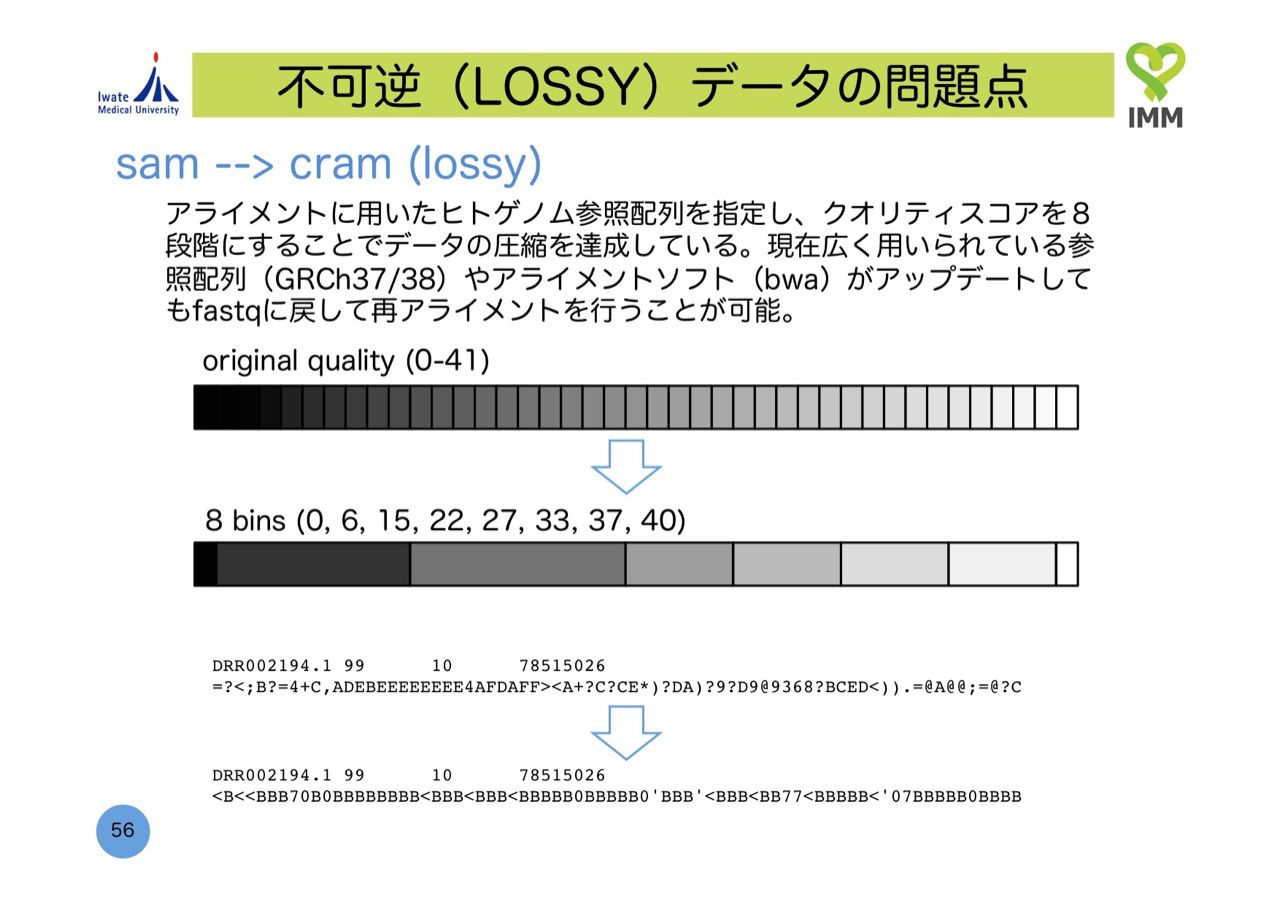 Iwate
Medical University
不可逆（LOSSY）データの問題点
IMM
sam --> cram (lossy)
アライメントに用いたヒトゲノム参照配列を指定し、クオリティスコアを８
段階にすることでデータの圧縮を達成している。現在広く用いられている参
照配列（GRCh37/38）やアライメントソフト（bwa）がアップデートして
もfastqに戻して再アライメントを行うことが可能。
original quality (0-41)
8 bins (0, 6, 15, 22, 27, 33, 37, 40)
DRR002194.1 99 10 78515026
=?<;B?=4+C,ADEBEEEEEEEE4AFDAFF><A+?C?CE*)?DA)?9?D9@9368?BCED<)).=@A@@;=@?C
DRR002194.1 99 10 78515026
<B<<BBB70B0BBBBBBBB<BBB<BBB<BBBBB0BBBBB0'BBB'<BBB<BB77<BBBBB<'07BBBBB0BBBB
56